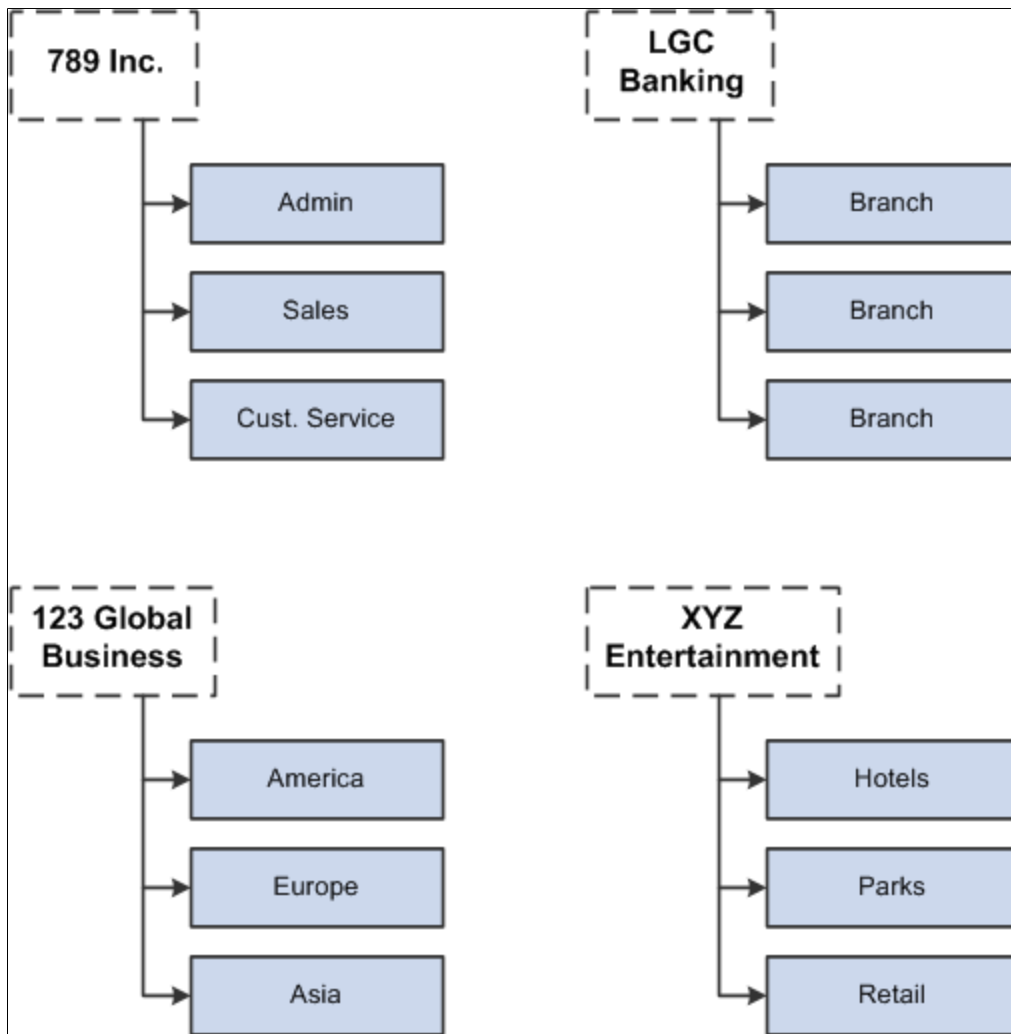 789 Inc.
Admin
Sales
Cust. Service
LGC
Banking
Branch
Branch
Branch
123 Global
Business
America
Europe
Asia
XYZ
Entertainment
Hotels
Parks
Retail